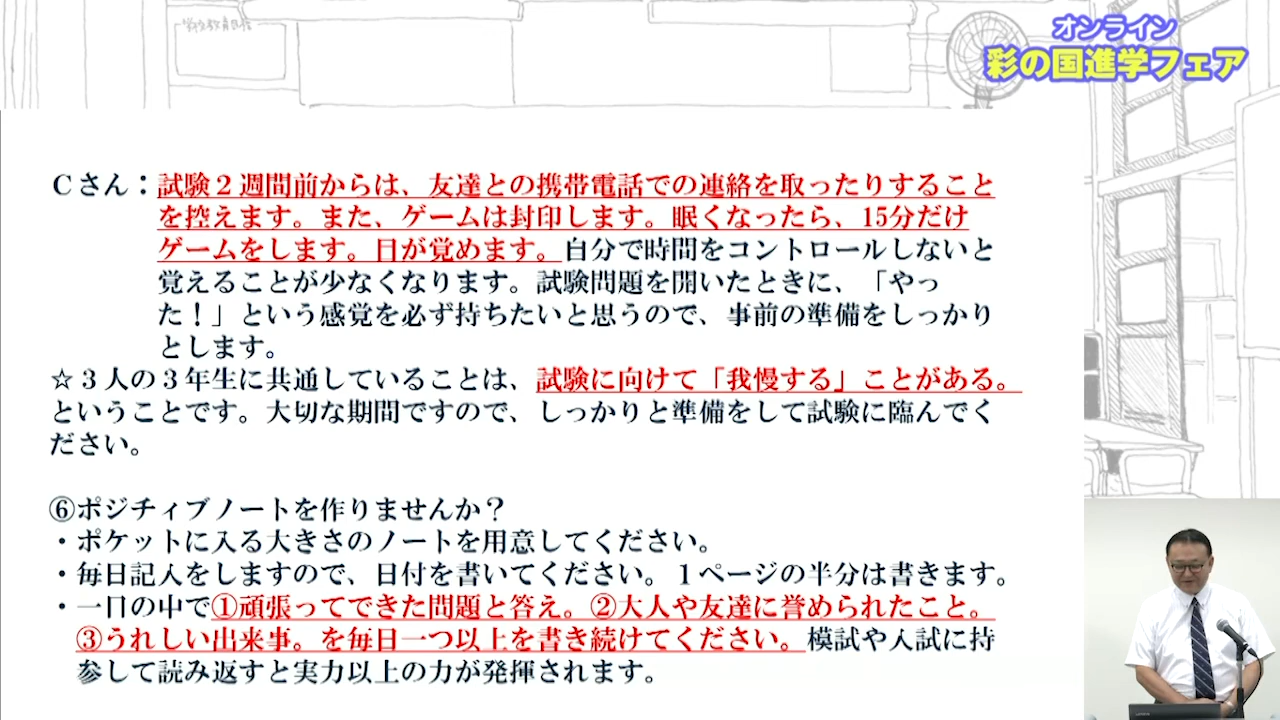 オンライン
彩の国進学フェア
Ｃさん：試験２週間前からは、友達との携帯電話での連絡を取ったりすること
を控えます。また、ゲームは封印します。眠くなったら、15分だけ
ゲームをします。目が覚めます。自分で時間をコントロールしないと
覚えることが少なくなります。試験問題を開いたときに、「やっ
た！」という感覚を必ず持ちたいと思うので、事前の準備をしっかり
とします。
☆３人の３年生に共通していることは、試験に向けて「我慢する」ことがある。
ということです。大切な期間ですので、しっかりと準備をして試験に臨んでく
ださい。
⑥ポジティブノートを作りませんか？
・ポケットに入る大きさのノートを用意してください。
・毎日記入をしますので、日付を書いてください。１ページの半分は書きます。
・一日の中で①頑張ってできた問題と答え。②大人や友達に誉められたこと。
③うれしい出来事。を毎日一つ以上を書き続けてください。模試や入試に持
参して読み返すと実力以上の力が発揮されます。